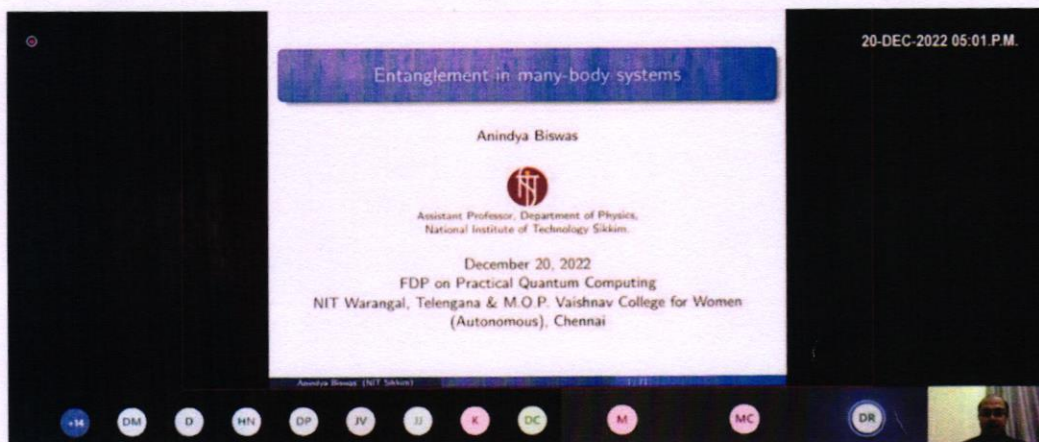 20-DEC-2022 05:01.P.M.
Entanglement in many-body systems
Anindya Biswas
Assistant Professor, Department of Physics,
National Institute of Technology Sikkim.
December 20, 2022
FDP on Practical Quantum Computing
NIT Warangal, Telengana & M.O.P. Vaishnav College for Women
(Autonomous), Chennai
Anindya Biswas (NIT Sikkim)
+14 DM D HN DP JV JJ K DC M MC DR